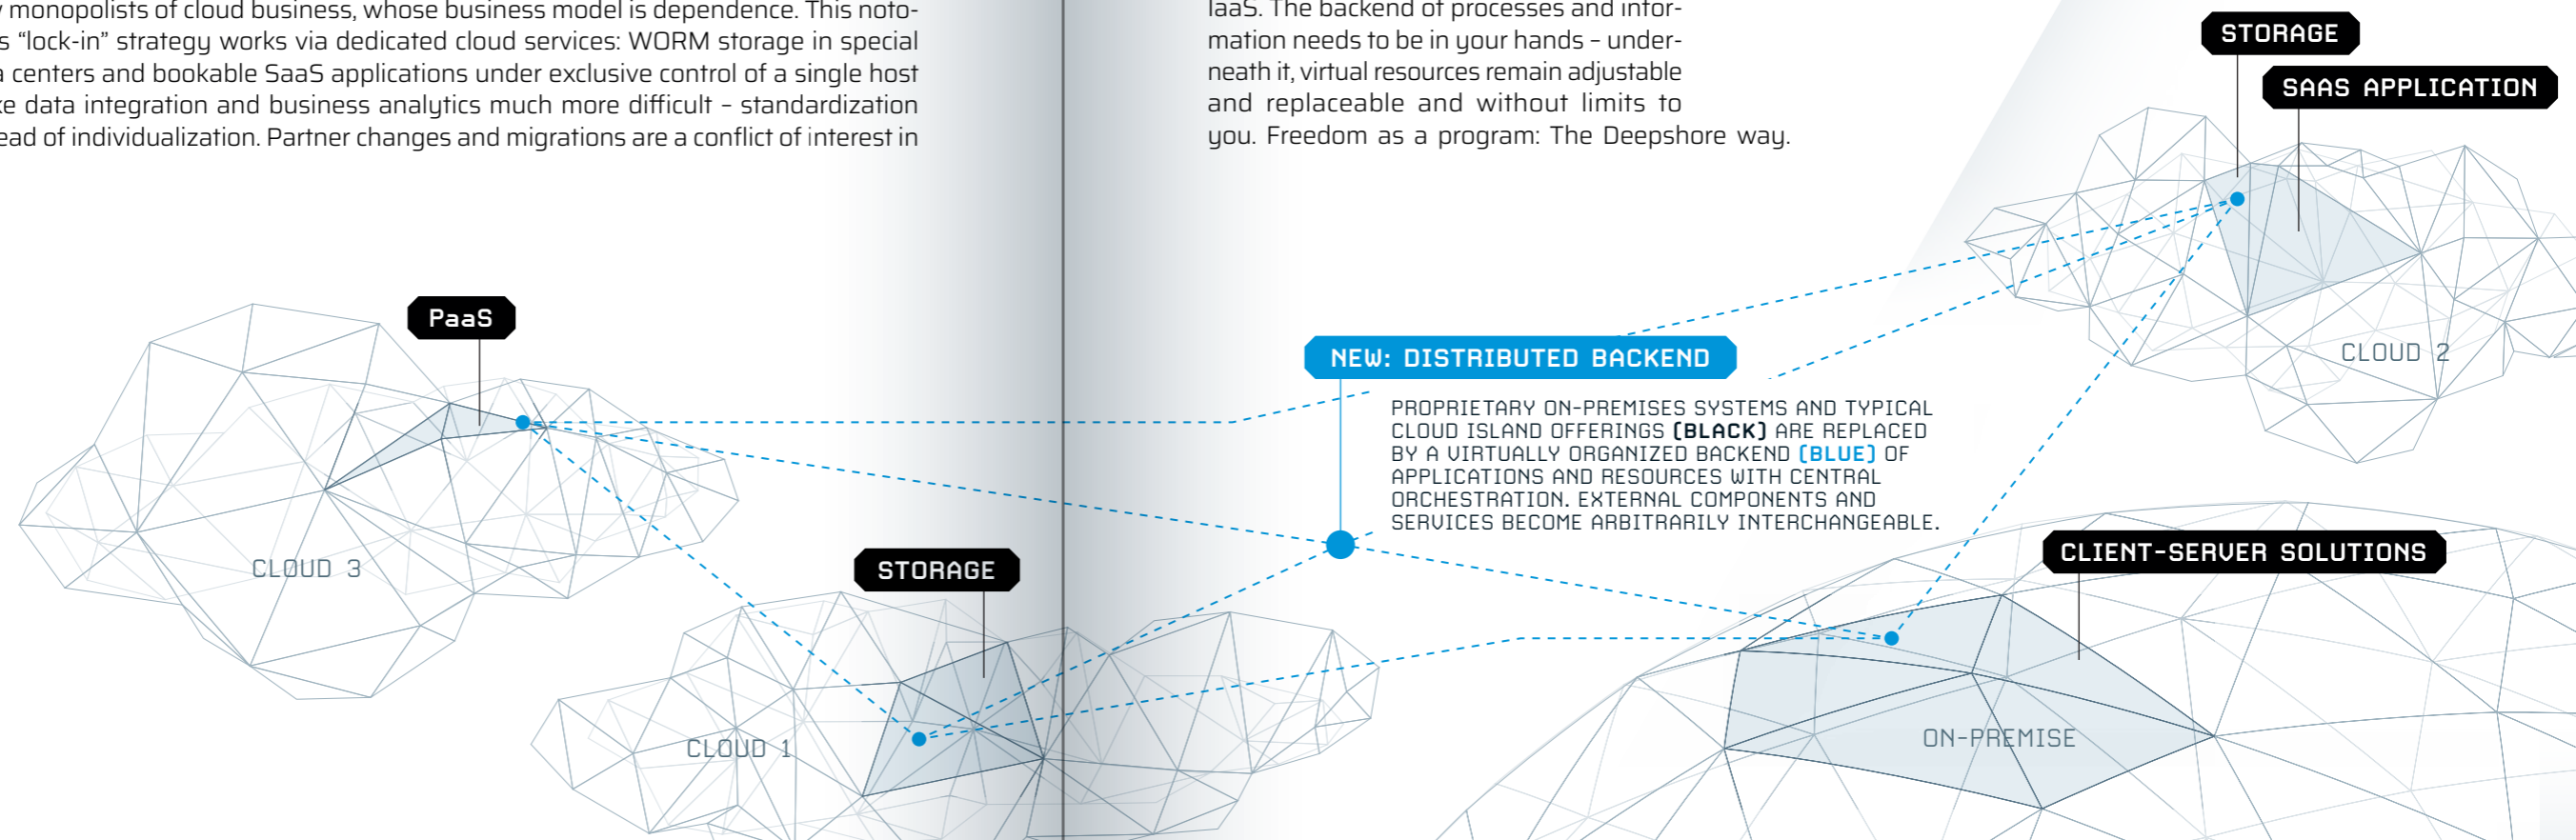 monopolists of cloud business, whose business model is dependence. This noto-
“lock-in” strategy works via dedicated cloud services: WORM storage in special
centers and bookable SaaS applications under exclusive control of a single host
data integration and business analytics much more difficult – standardization
of individualization. Partner changes and migrations are a conflict of interest in
IaaS. The backend of processes and infor-
mation needs to be in your hands – under-
neath it, virtual resources remain adjustable
and replaceable and without limits to
you. Freedom as a program: The Deepshore way.
STORAGE
SAAS APPLICATION
CLOUD 2
PaaS
CLOUD 3
NEW: DISTRIBUTED BACKEND
PROPRIETARY ON-PREMISES SYSTEMS AND TYPICAL
CLOUD ISLAND OFFERINGS (BLACK) ARE REPLACED
BY A VIRTUALLY ORGANIZED BACKEND (BLUE) OF
APPLICATIONS AND RESOURCES WITH CENTRAL
ORCHESTRATION. EXTERNAL COMPONENTS AND
SERVICES BECOME ARBITRARILY INTERCHANGEABLE.
STORAGE
CLOUD 1
CLIENT-SERVER SOLUTIONS
ON-PREMISE